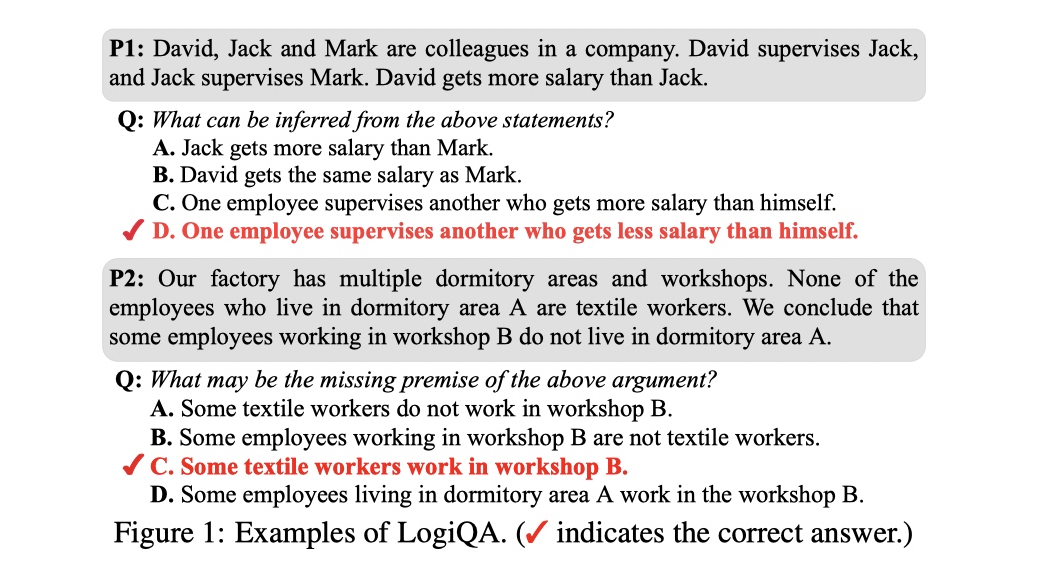 P1: David, Jack and Mark are colleagues in a company. David supervises Jack,
and Jack supervises Mark. David gets more salary than Jack.
Q: What can be inferred from the above statements?
A. Jack gets more salary than Mark.
B. David gets the same salary as Mark.
C. One employee supervises another who gets more salary than himself.
✓ D. One employee supervises another who gets less salary than himself.
P2: Our factory has multiple dormitory areas and workshops. None of the
employees who live in dormitory area A are textile workers. We conclude that
some employees working in workshop B do not live in dormitory area A.
Q: What may be the missing premise of the above argument?
A. Some textile workers do not work in workshop B.
B. Some employees working in workshop B are not textile workers.
✓ C. Some textile workers work in workshop B.
D. Some employees living in dormitory area A work in the workshop B.
Figure 1: Examples of LogiQA. (✓ indicates the correct answer.)